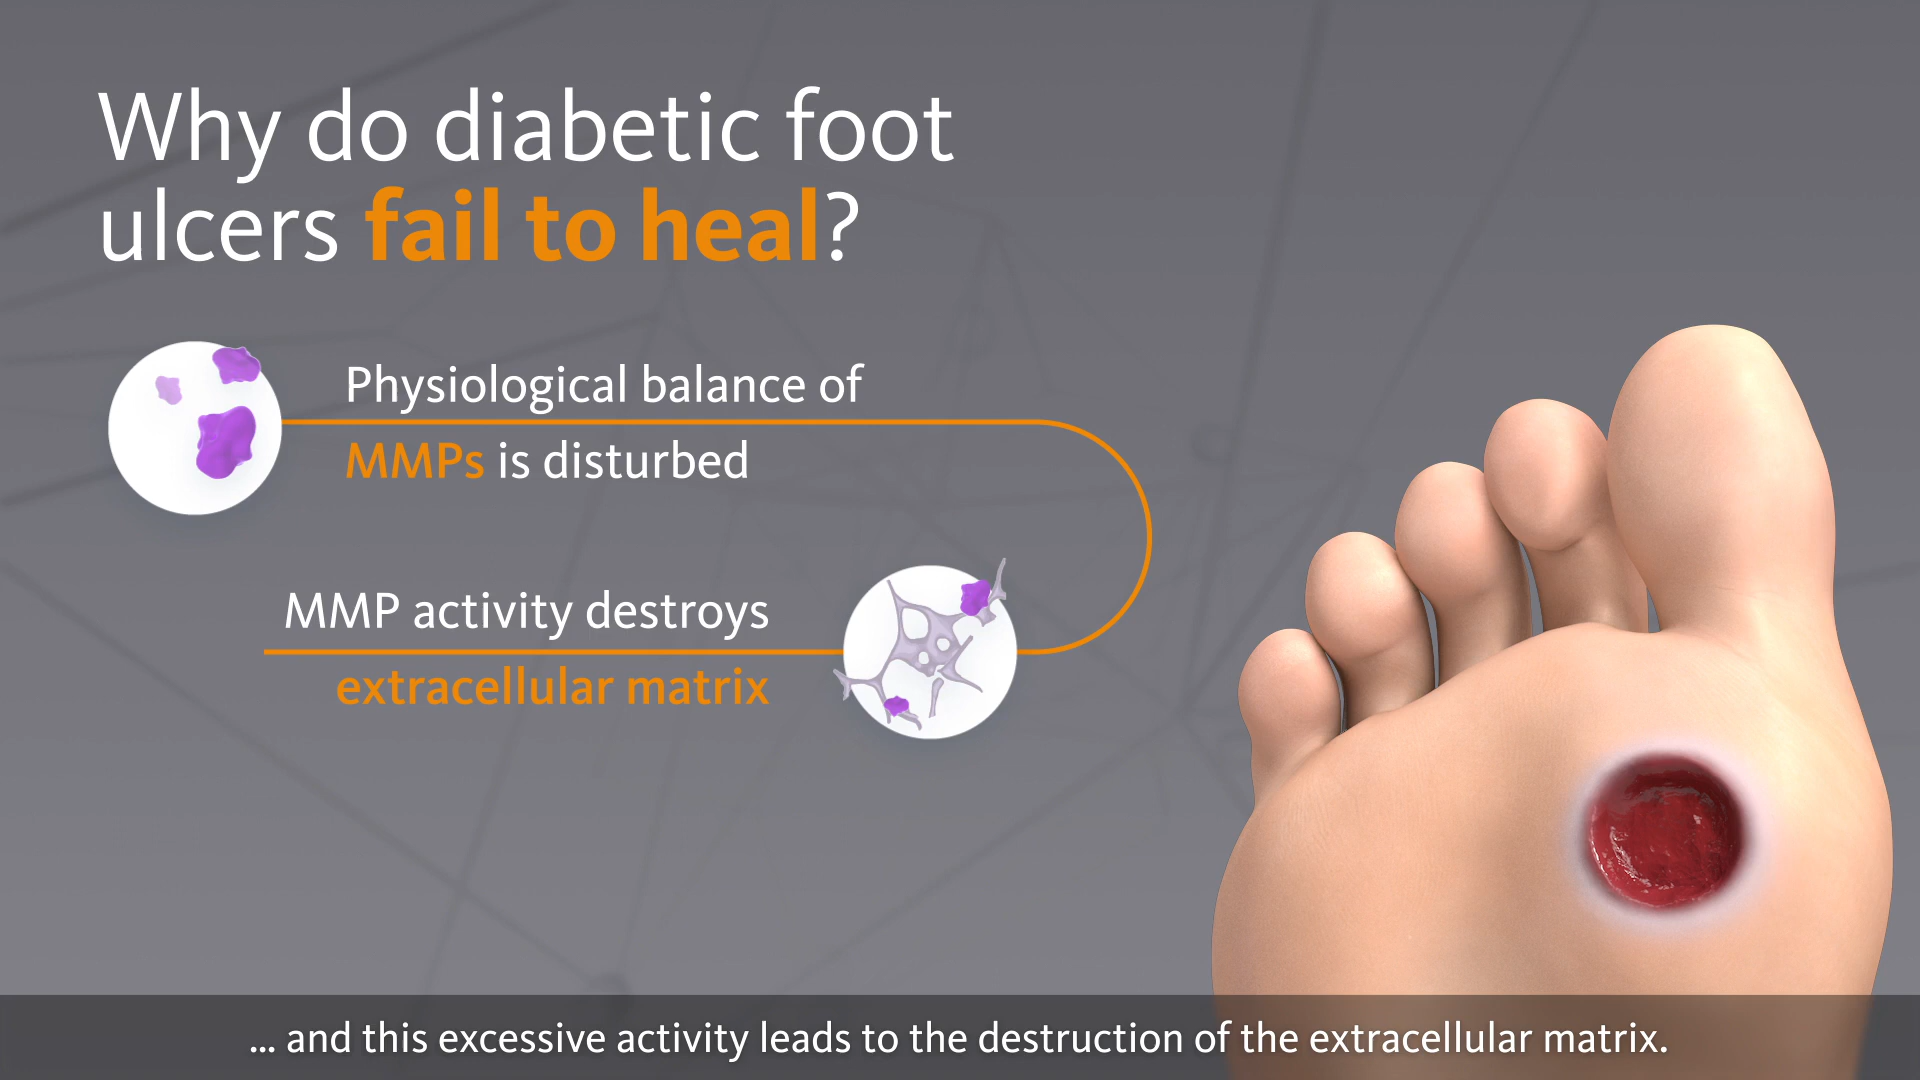 Why do diabetic foot
ulcers fail to heal?
Physiological balance of
MMPs is disturbed
MMP activity destroys
extracellular matrix
... and this excessive activity leads to the destruction of the extracellular matrix.